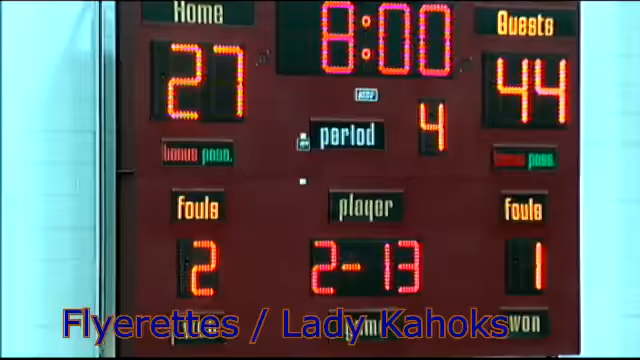 Home 8:00 Guests
27 44
period 4
bonus poss. bonus poss.
fouls player fouls
2 2-13 1
won
Flyerettes / Lady Kahoks